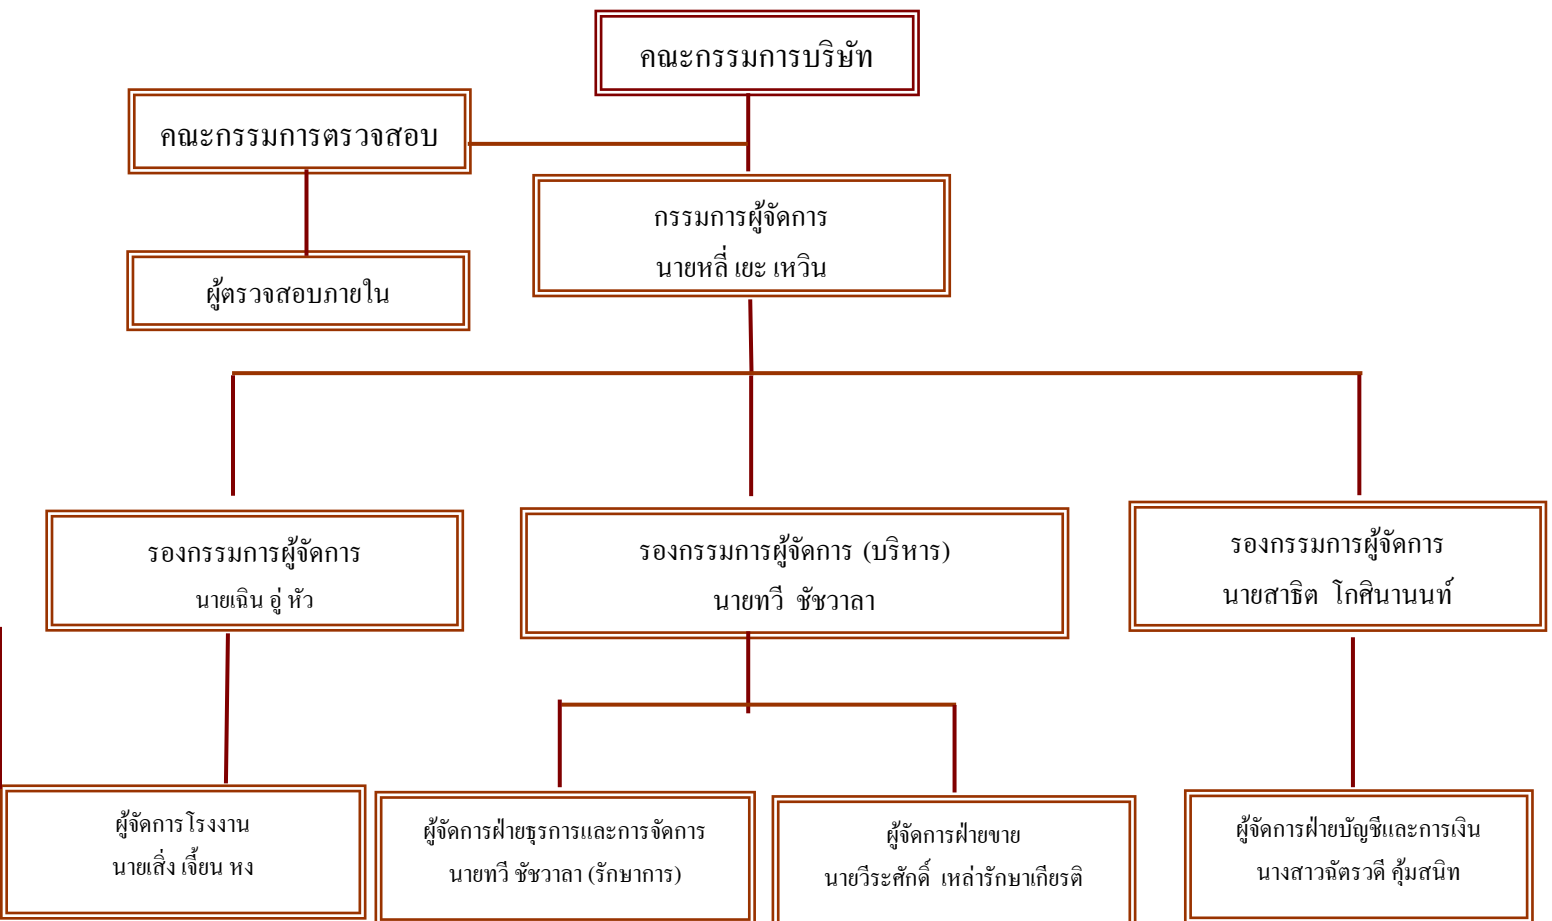 คณะกรรมการบริษัท
คณะกรรมการตรวจสอบ
กรรมการผู้จัดการ
นายหลี่ เยะ เหวิน
ผู้ตรวจสอบภายใน
รองกรรมการผู้จัดการ
นายเฉิน อู่ หัว
รองกรรมการผู้จัดการ (บริหาร)
นายทวี ชัชวาลา
รองกรรมการผู้จัดการ
นายสาธิต โกศินานนท์
ผู้จัดการโรงงาน
นายเสิ่ง เจี้ยน หง
ผู้จัดการฝ่ายธุรการและการจัดการ
นายทวี ชัชวาลา (รักษาการ)
ผู้จัดการฝ่ายขาย
นายวีระศักดิ์ เหล่ารักษาเกียรติ
ผู้จัดการฝ่ายบัญชีและการเงิน
นางสาวฉัตรวดี คุ้มสนิท